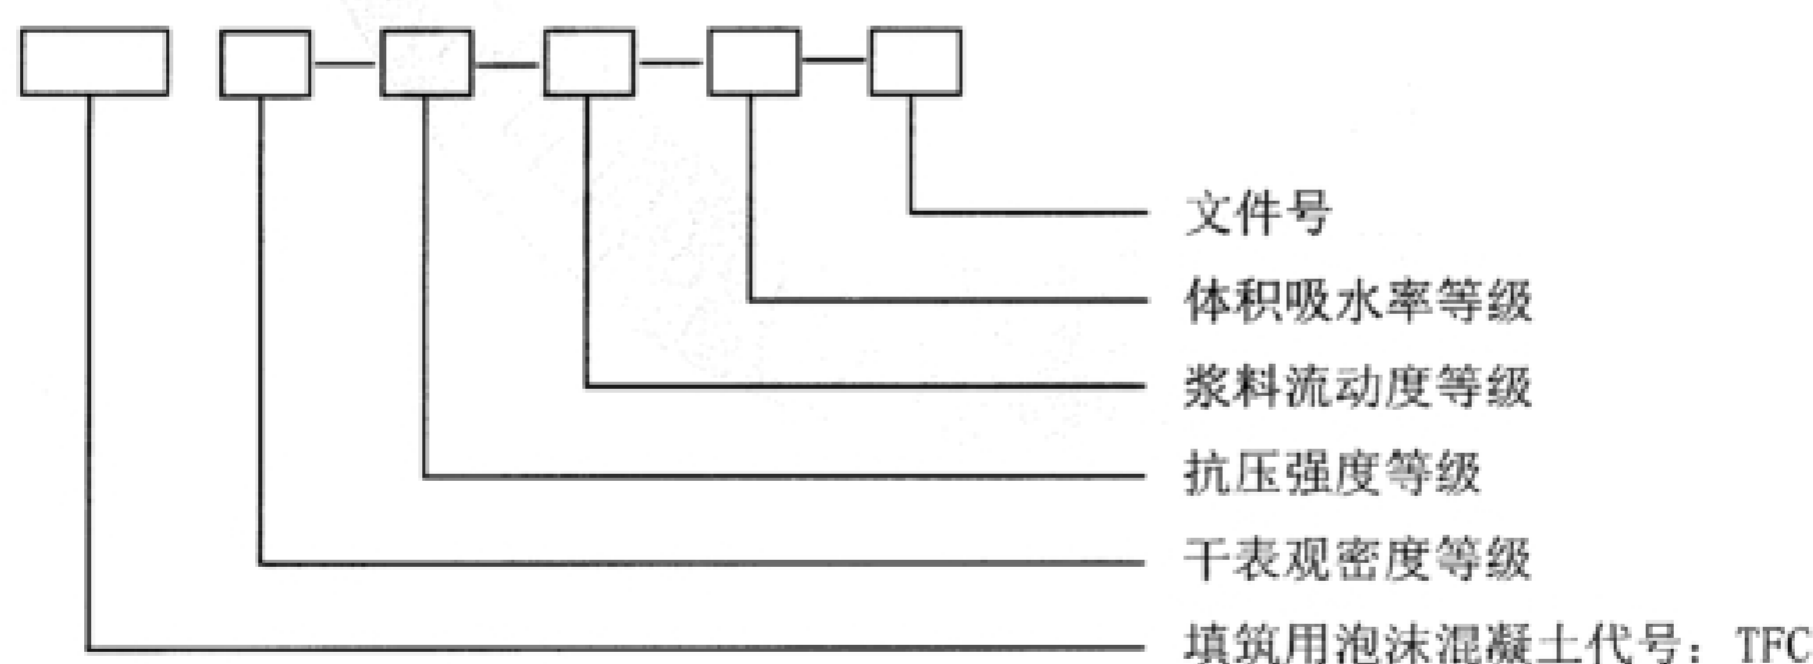 文件号
体积吸水率等级
浆料流动度等级
抗压强度等级
干表观密度等级
填筑用泡沫混凝土代号：TFC